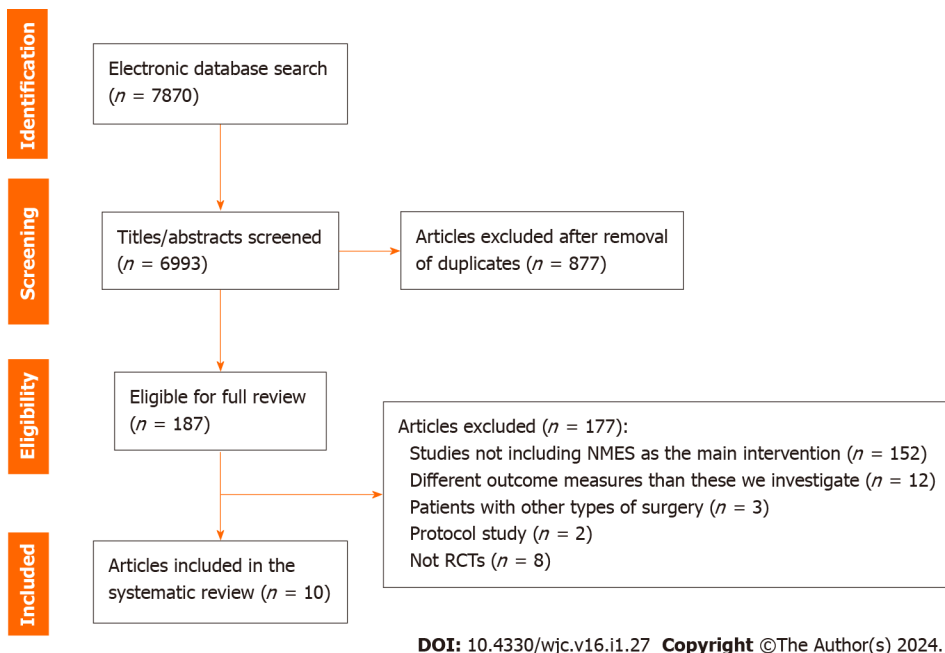 Identification
Electronic database search
(n = 7870)
Screening
Titles/abstracts screened
(n = 6993)
Articles excluded after removal
of duplicates (n = 877)
Eligibility
Eligible for full review
(n = 187)
Articles excluded (n = 177):
Studies not including NMES as the main intervention (n = 152)
Different outcome measures than these we investigate (n = 12)
Patients with other types of surgery (n = 3)
Protocol study (n = 2)
Not RCTs (n = 8)
Included
Articles included in the
systematic review (n = 10)
DOI: 10.4330/wjc.v16.i1.27 Copyright ©The Author(s) 2024.